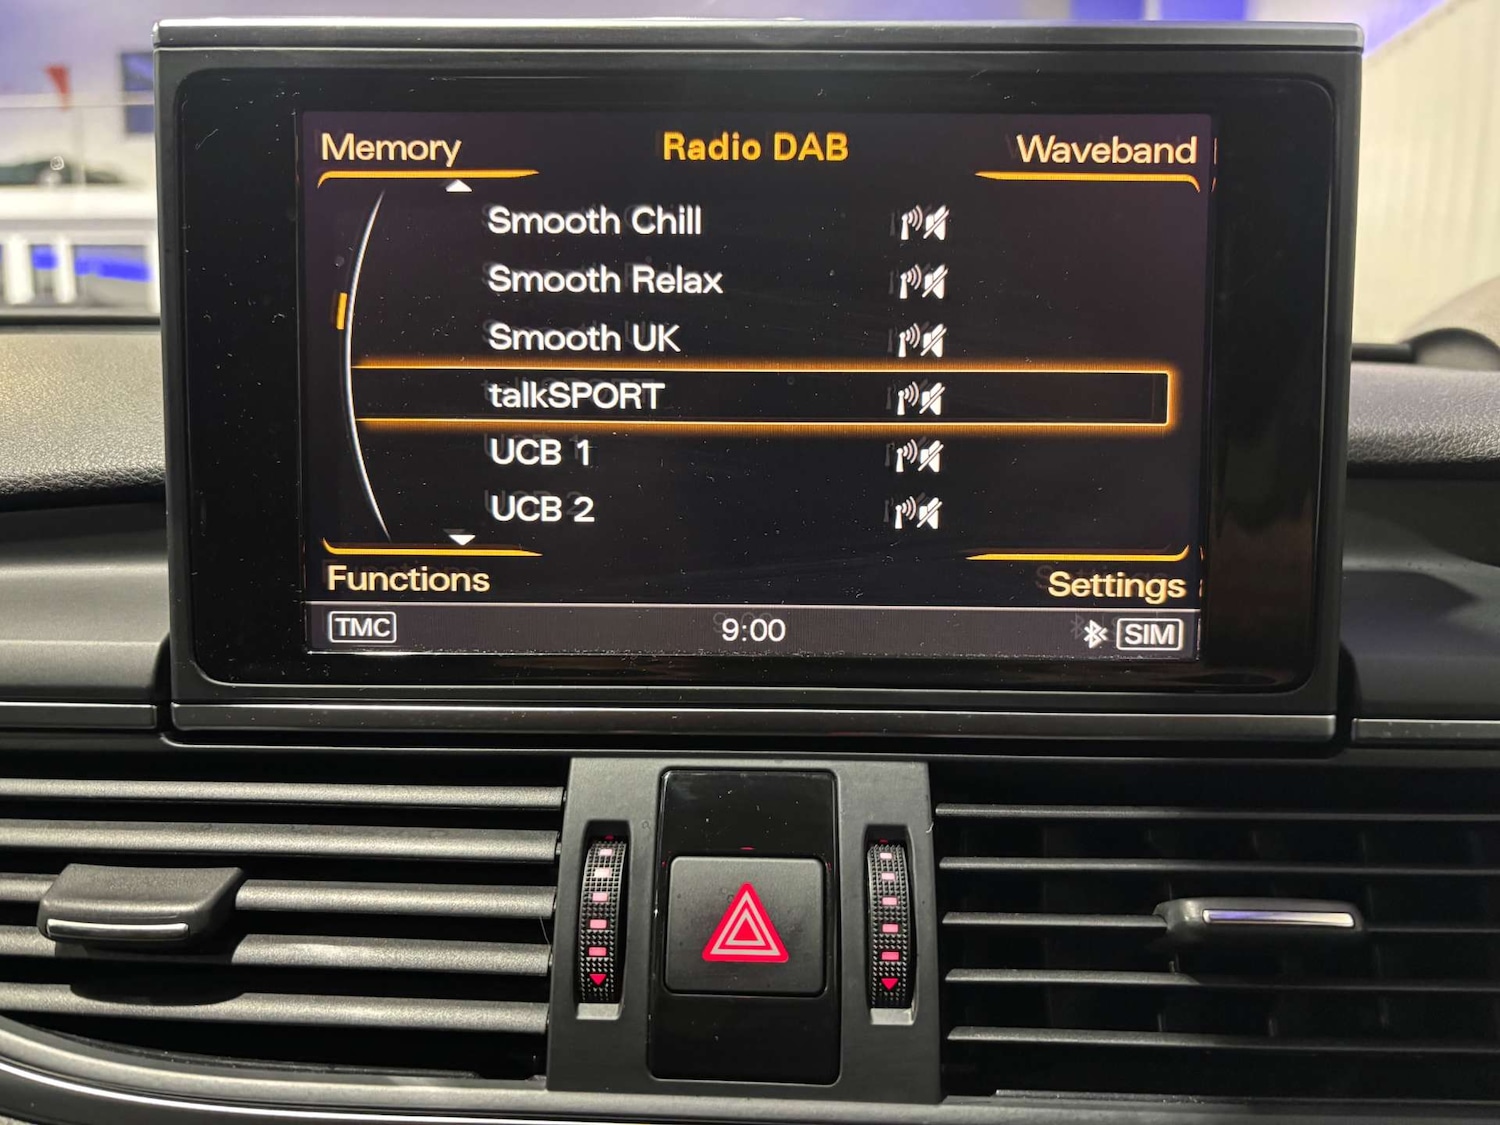 Memory Radio DAB Waveband
Smooth Chill
Smooth Relax
Smooth UK
talkSPORT
UCB 1
UCB 2
Functions Settings
TMC 9:00 SIM